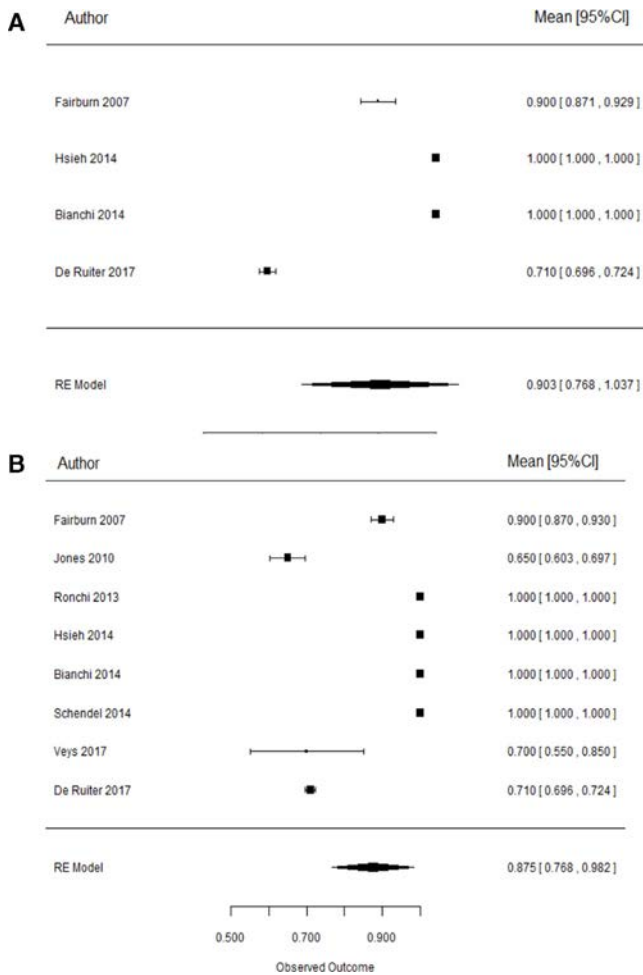 A Author Mean [95%CI]
Fairburn 2007 0.900 [ 0.871 , 0.929 ]
Hsieh 2014 1.000 [ 1.000 , 1.000 ]
Bianchi 2014 1.000 [ 1.000 , 1.000 ]
De Ruiter 2017 0.710 [ 0.696 , 0.724 ]
RE Model 0.903 [ 0.768 , 1.037 ]
B Author Mean [95%CI]
Fairburn 2007 0.900 [ 0.870 , 0.930 ]
Jones 2010 0.650 [ 0.603 , 0.697 ]
Ronchi 2013 1.000 [ 1.000 , 1.000 ]
Hsieh 2014 1.000 [ 1.000 , 1.000 ]
Bianchi 2014 1.000 [ 1.000 , 1.000 ]
Schendel 2014 1.000 [ 1.000 , 1.000 ]
Veys 2017 0.700 [ 0.550 , 0.850 ]
De Ruiter 2017 0.710 [ 0.696 , 0.724 ]
RE Model 0.875 [ 0.768 , 0.982 ]
0.500 0.700 0.900
Observed Outcome